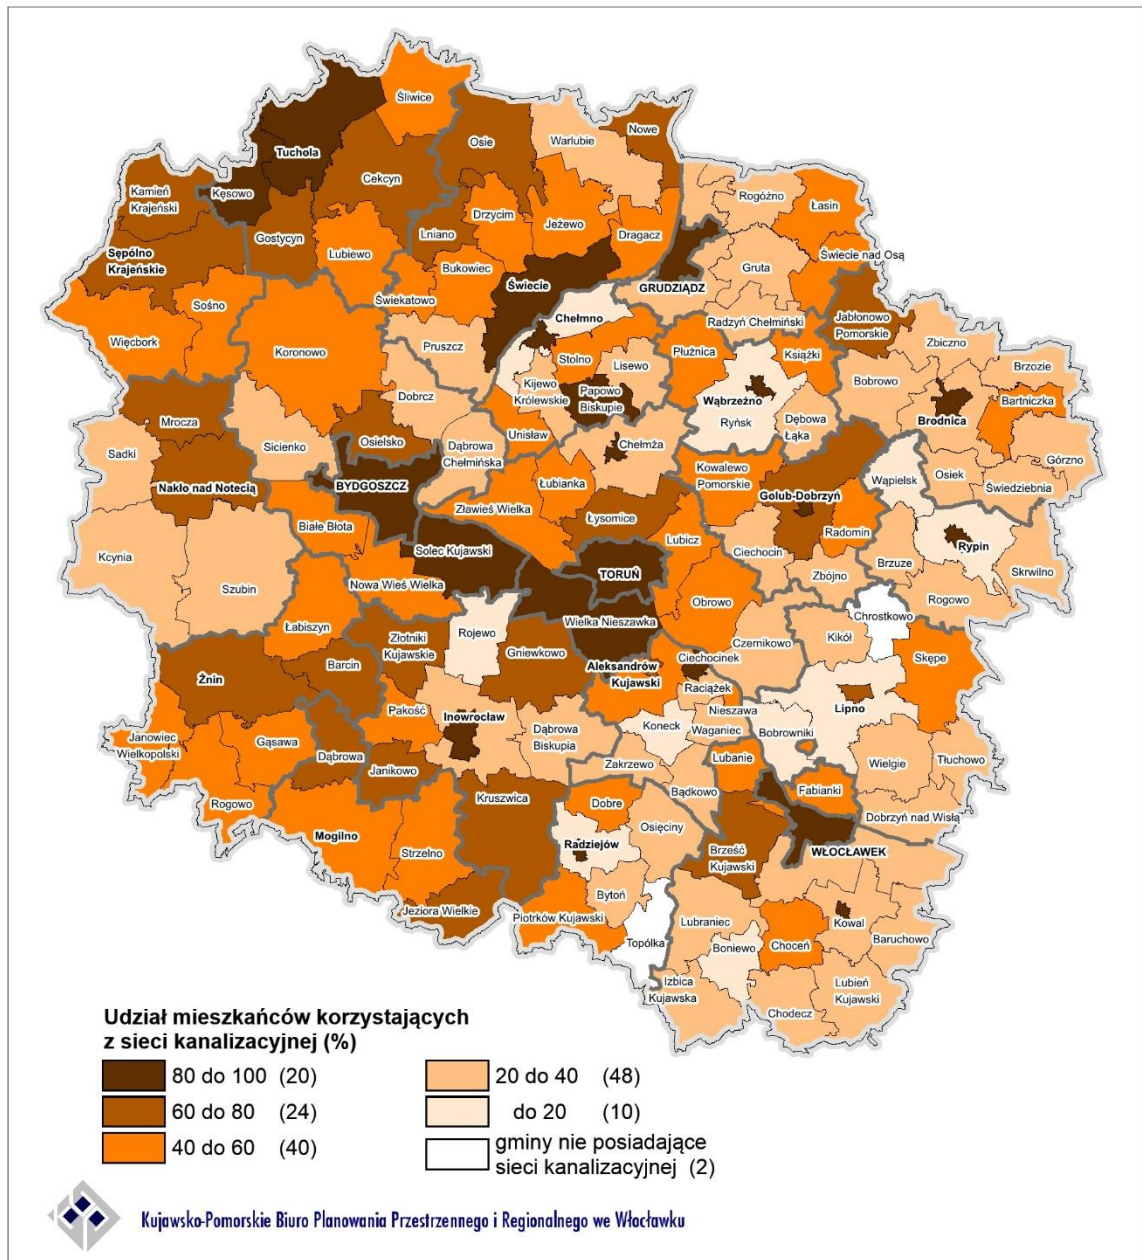 Śliwice
Osie
Warlubie
Nowe
Tuchola
Cekcyn
Kamień
Krajeński
Kęsowo
Rogóźno
Łasin
Drzycim
Jeżewo
Gostycyn
Lniano
Dragacz
Sępólno
Krajeńskie
Lubiewo
Bukowiec
Świecie nad Osą
Gruta
Świecie
GRUDZIĄDZ
Świekatowo
Sośno
Chełmno
Radzyń Chełmiński
Jabłonowo
Pomorskie
Więcbork
Pruszcz
Zbiczno
Koronowo
Stolno
Płużnica
Książki
Lisewo
Brzozie
Bobrowo
Kijewo
Królewskie
Papowo
Biskupie
Wąbrzeźno
Dobrcz
Bartniczka
Mrocza
Ryńsk
Dębowa
Łąka
Brodnica
Osielsko
Unisław
Chełmża
Sicienko
Dąbrowa
Chełmińska
Sadki
Górzno
Kowalewo
Pomorskie
Osiek
Wąpielsk
Świedziebnia
Nakło nad Notecią
BYDGOSZCZ
Łubianka
Golub-Dobrzyń
Zławieś Wielka
Białe Błota
Łysomice
Radomin
Lubicz
Rypin
Solec Kujawski
Ciechocin
Kcynia
Brzuze
TORUŃ
Zbójno
Skrwilno
Szubin
Nowa Wieś Wielka
Obrowo
Rogowo
Chrostkowo
Łabiszyn
Wielka Nieszawka
Rojewo
Kikół
Złotniki
Kujawskie
Czernikowo
Gniewkowo
Ciechocinek
Skępe
Barcin
Aleksandrów
Kujawski
Żnin
Raciążek
Lipno
Pakość
Nieszawa
Inowrocław
Koneck
Waganiec
Bobrowniki
Janowiec
Wielkopolski
Gąsawa
Dąbrowa
Biskupia
Dąbrowa
Lubanie
Tłuchowo
Zakrzewo
Wielgie
Janikowo
Bądkowo
Fabianki
Kruszwica
Rogowo
Dobre
Dobrzyń nad Wisłą
Osięciny
Mogilno
Radziejów
Brześć
Kujawski
WŁOCŁAWEK
Strzelno
Bytoń
Jeziora Wielkie
Piotrków Kujawski
Lubraniec
Kowal
Topólka
Boniewo
Choceń
Baruchowo
Izbica
Kujawska
Lubień
Kujawski
Chodecz
Udział mieszkańców korzystających
z sieci kanalizacyjnej (%)
80 do 100 (20)
60 do 80 (24)
40 do 60 (40)
20 do 40 (48)
do 20 (10)
gminy nie posiadające
sieci kanalizacyjnej (2)
Kujawsko-Pomorskie Biuro Planowania Przestrzennego i Regionalnego we Włocławku